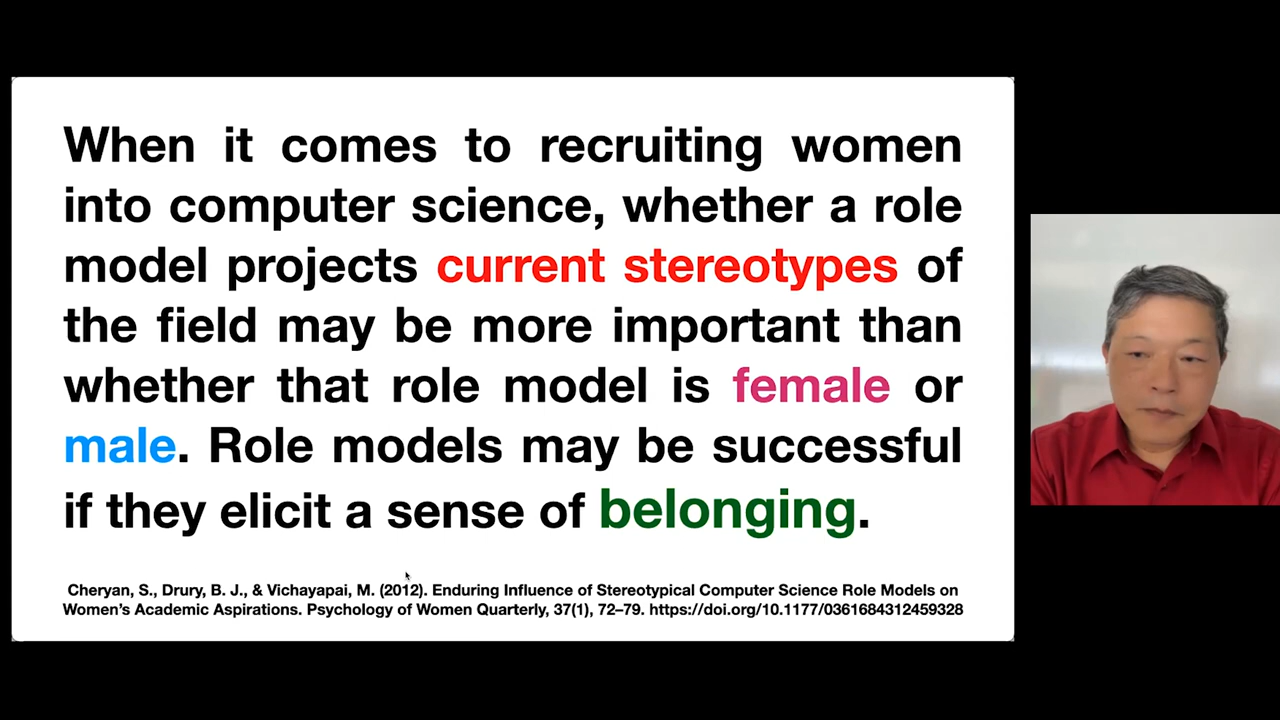 When it comes to recruiting women
into computer science, whether a role
model projects current stereotypes of
the field may be more important than
whether that role model is female or
male. Role models may be successful
if they elicit a sense of belonging.
Cheryan, S., Drury, B. J., & Vichayapai, M. (2012). Enduring Influence of Stereotypical Computer Science Role Models on
Women’s Academic Aspirations. Psychology of Women Quarterly, 37(1), 72–79. https://doi.org/10.1177/0361684312459328